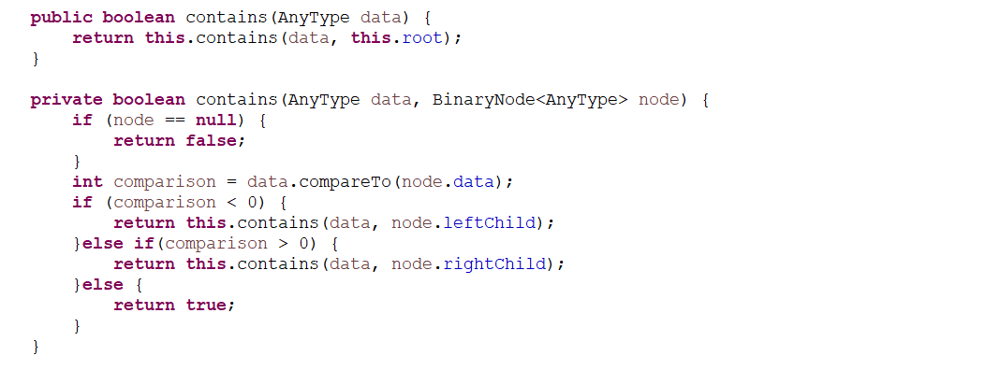 public boolean contains(AnyType data) {
    return this.contains(data, this.root);
}
private boolean contains(AnyType data, BinaryNode<AnyType> node) {
    if (node == null) {
        return false;
    }
    int comparison = data.compareTo(node.data);
    if (comparison < 0) {
        return this.contains(data, node.leftChild);
    }else if(comparison > 0) {
        return this.contains(data, node.rightChild);
    }else {
        return true;
    }
}